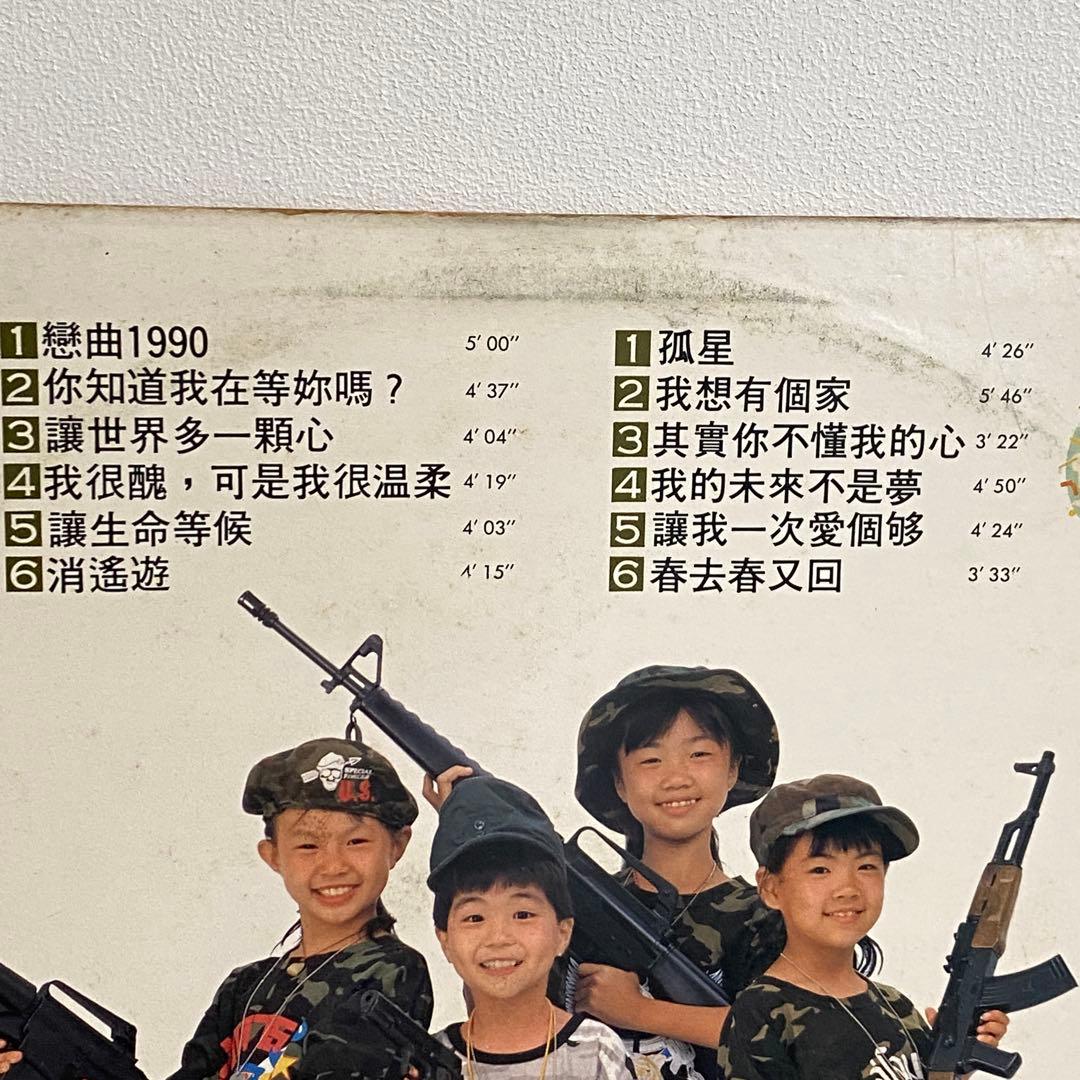 1 戀曲1990 5′00″
2 你知道我在等妳嗎？ 4′37″
3 讓世界多一顆心 4′04″
4 我很醜，可是我很温柔 4′19″
5 讓生命等候 4′03″
6 消遙遊 4′15″
1 孤星 4′26″
2 我想有個家 5′46″
3 其實你不懂我的心 3′22″
4 我的未來不是夢 4′50″
5 讓我一次愛個够 4′24″
6 春去春又回 3′33″
SPECIAL
FORCES
U.S.